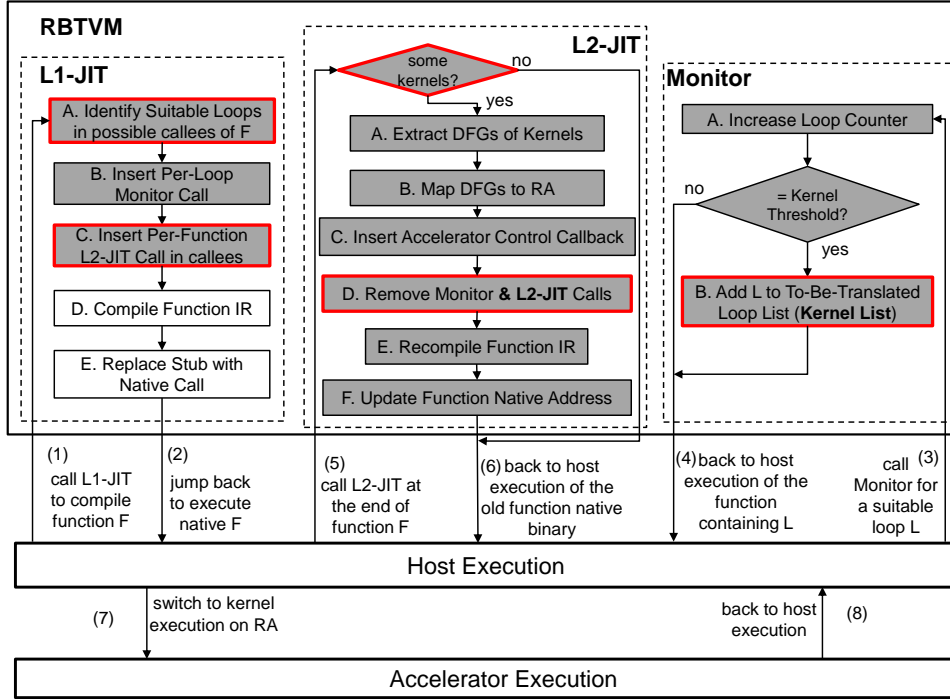 RBTVM
L1-JIT
A. Identify Suitable Loops
in possible callees of F
B. Insert Per-Loop
Monitor Call
C. Insert Per-Function
L2-JIT Call in callees
D. Compile Function IR
E. Replace Stub with
Native Call
L2-JIT
some
kernels?
no
yes
A. Extract DFGs of Kernels
B. Map DFGs to RA
C. Insert Accelerator Control Callback
D. Remove Monitor & L2-JIT Calls
E. Recompile Function IR
F. Update Function Native Address
Monitor
A. Increase Loop Counter
no
= Kernel
Threshold?
yes
B. Add L to To-Be-Translated
Loop List (Kernel List)
(1)
call L1-JIT
to compile
function F
(2)
jump back
to execute
native F
(5)
call L2-JIT at
the end of
function F
(6) back to host
execution of the
old function native
binary
(4) back to host
execution of the
function
containing L
(3)
call
Monitor for
a suitable
loop L
Host Execution
(7)
switch to kernel
execution on RA
back to host
execution
(8)
Accelerator Execution